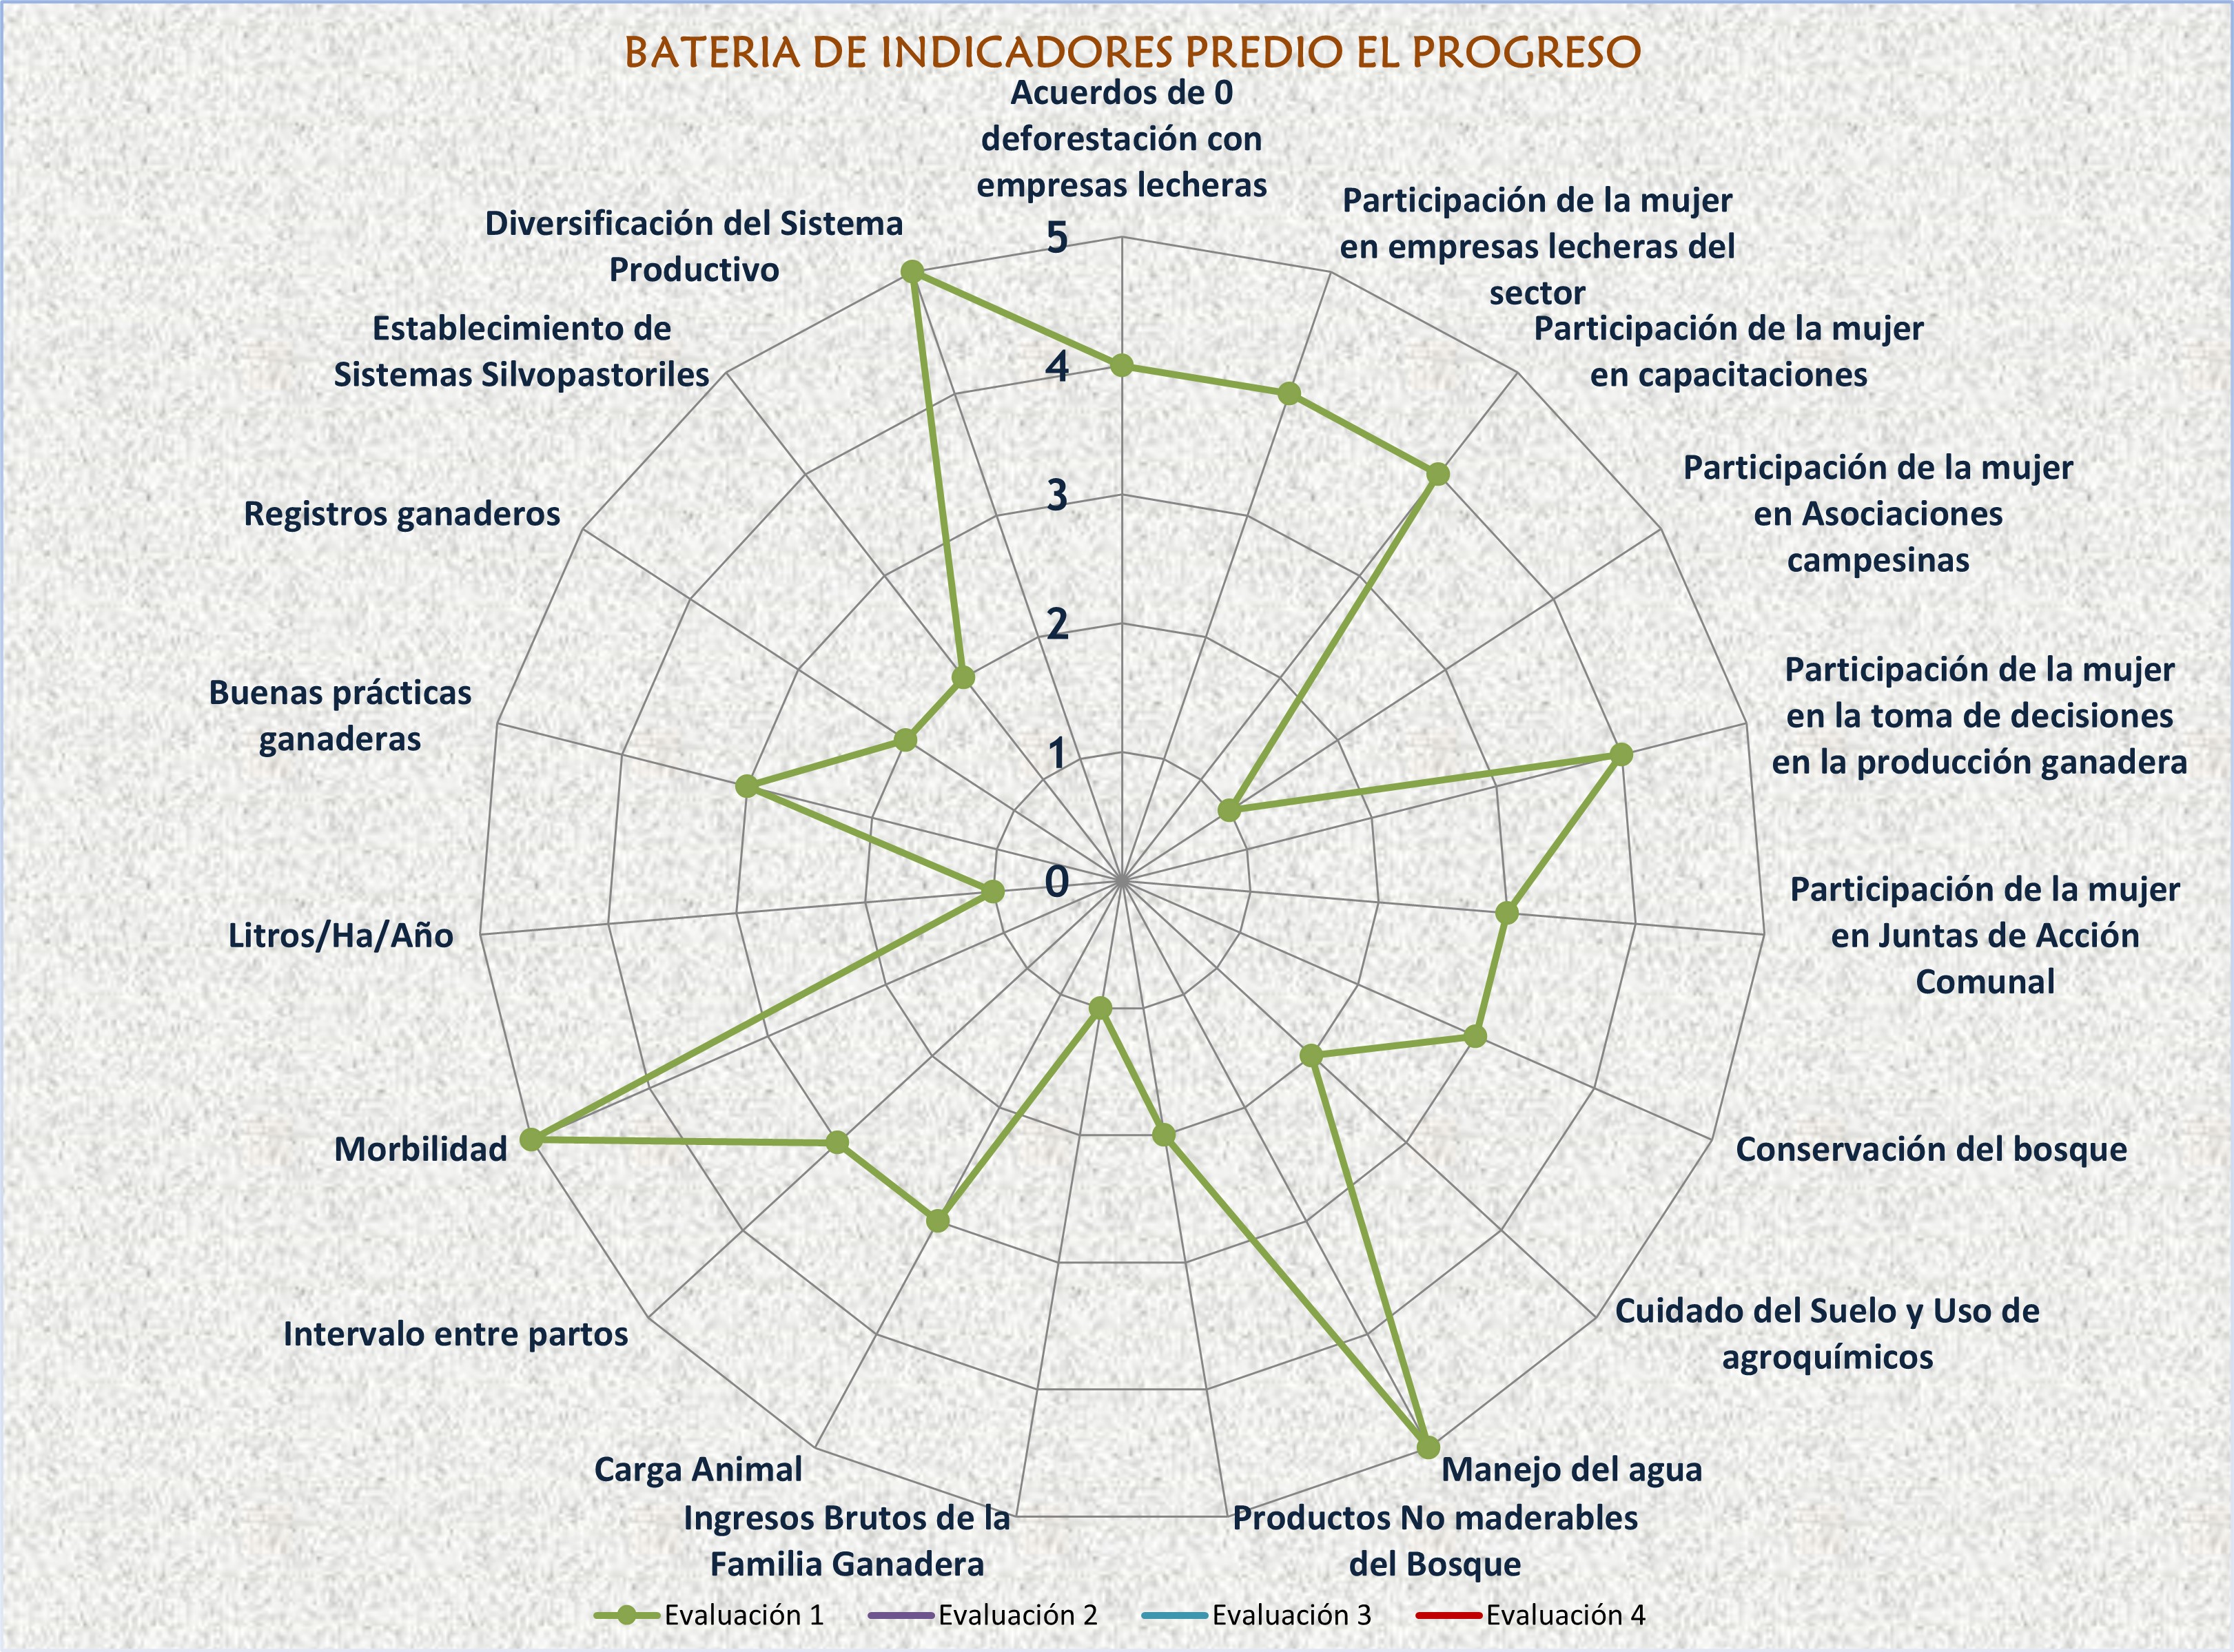 BATERIA DE INDICADORES PREDIO EL PROGRESO
Acuerdos de 0
deforestación con
empresas lecheras
Participación de la mujer
en empresas lecheras del
sector
Participación de la mujer
en capacitaciones
Participación de la mujer
en Asociaciones
campesinas
Participación de la mujer
en la toma de decisiones
en la producción ganadera
Participación de la mujer
en Juntas de Acción
Comunal
Conservación del bosque
Cuidado del Suelo y Uso de
agroquímicos
Manejo del agua
Productos No maderables
del Bosque
Ingresos Brutos de la
Familia Ganadera
Carga Animal
Intervalo entre partos
Morbilidad
Litros/Ha/Año
Buenas prácticas
ganaderas
Registros ganaderos
Establecimiento de
Sistemas Silvopastoriles
Diversificación del Sistema
Productivo
5
4
3
2
1
0
Evaluación 1
Evaluación 2
Evaluación 3
Evaluación 4